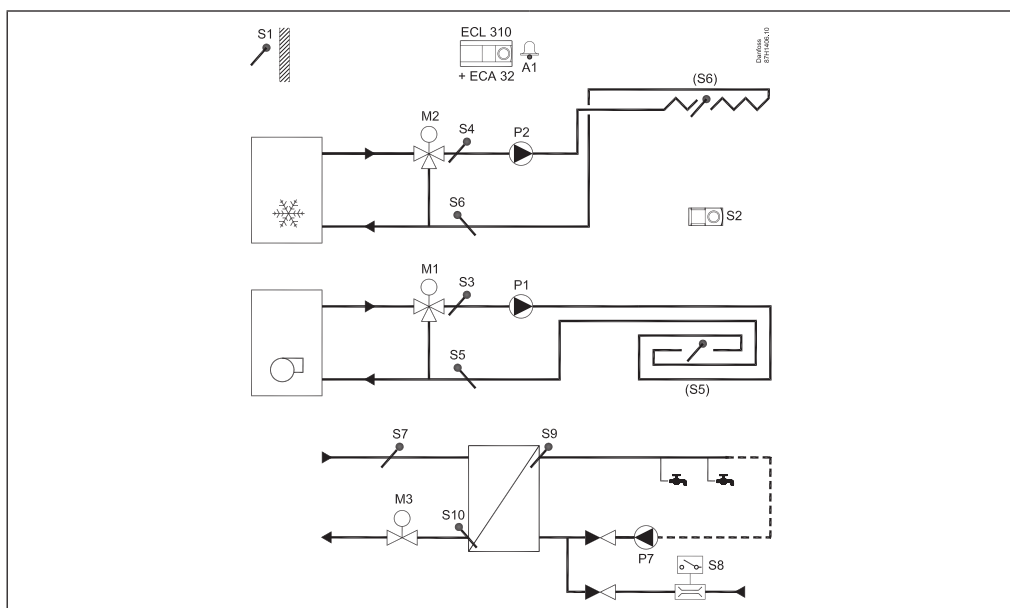 S1
ECL 310
+ ECA 32
A1
Danfoss
87H1406.10
(S6)
M2
S4
P2
S6
S2
M1
S3
P1
S5
(S5)
S7
S9
M3
S10
P7
S8